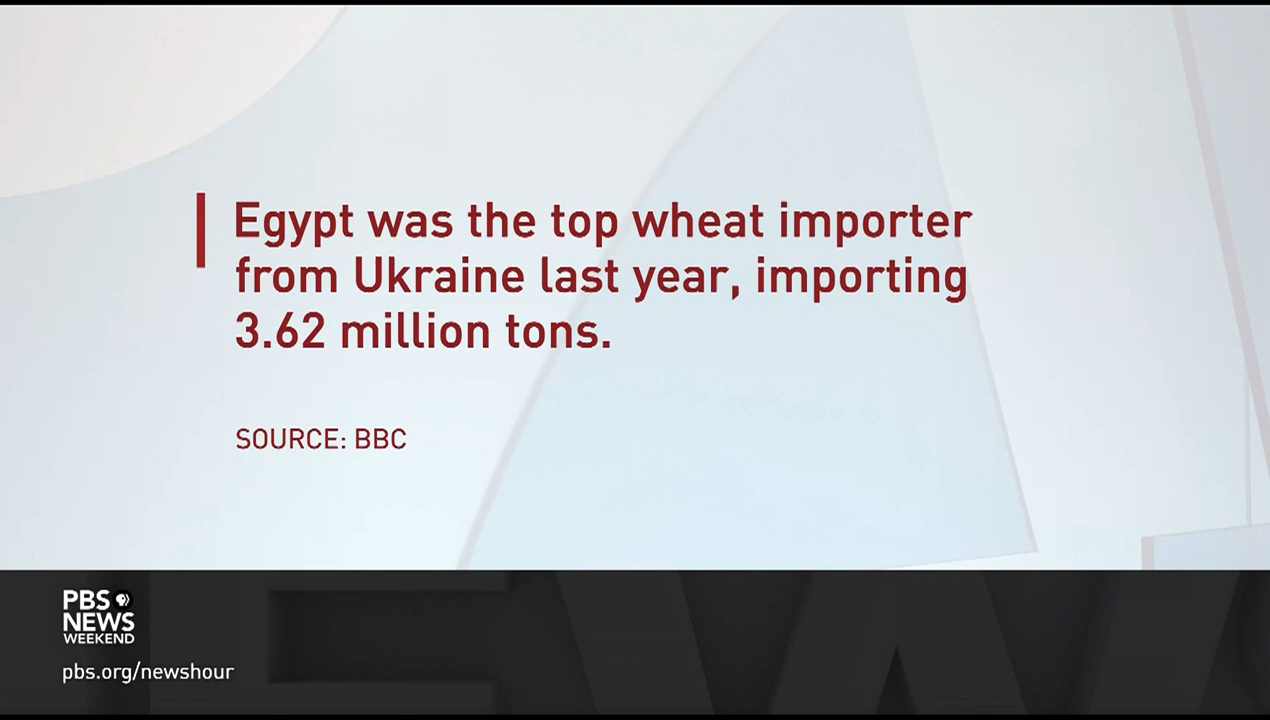 Egypt was the top wheat importer
from Ukraine last year, importing
3.62 million tons.
SOURCE: BBC
PBS
NEWS
WEEKEND
pbs.org/newshour